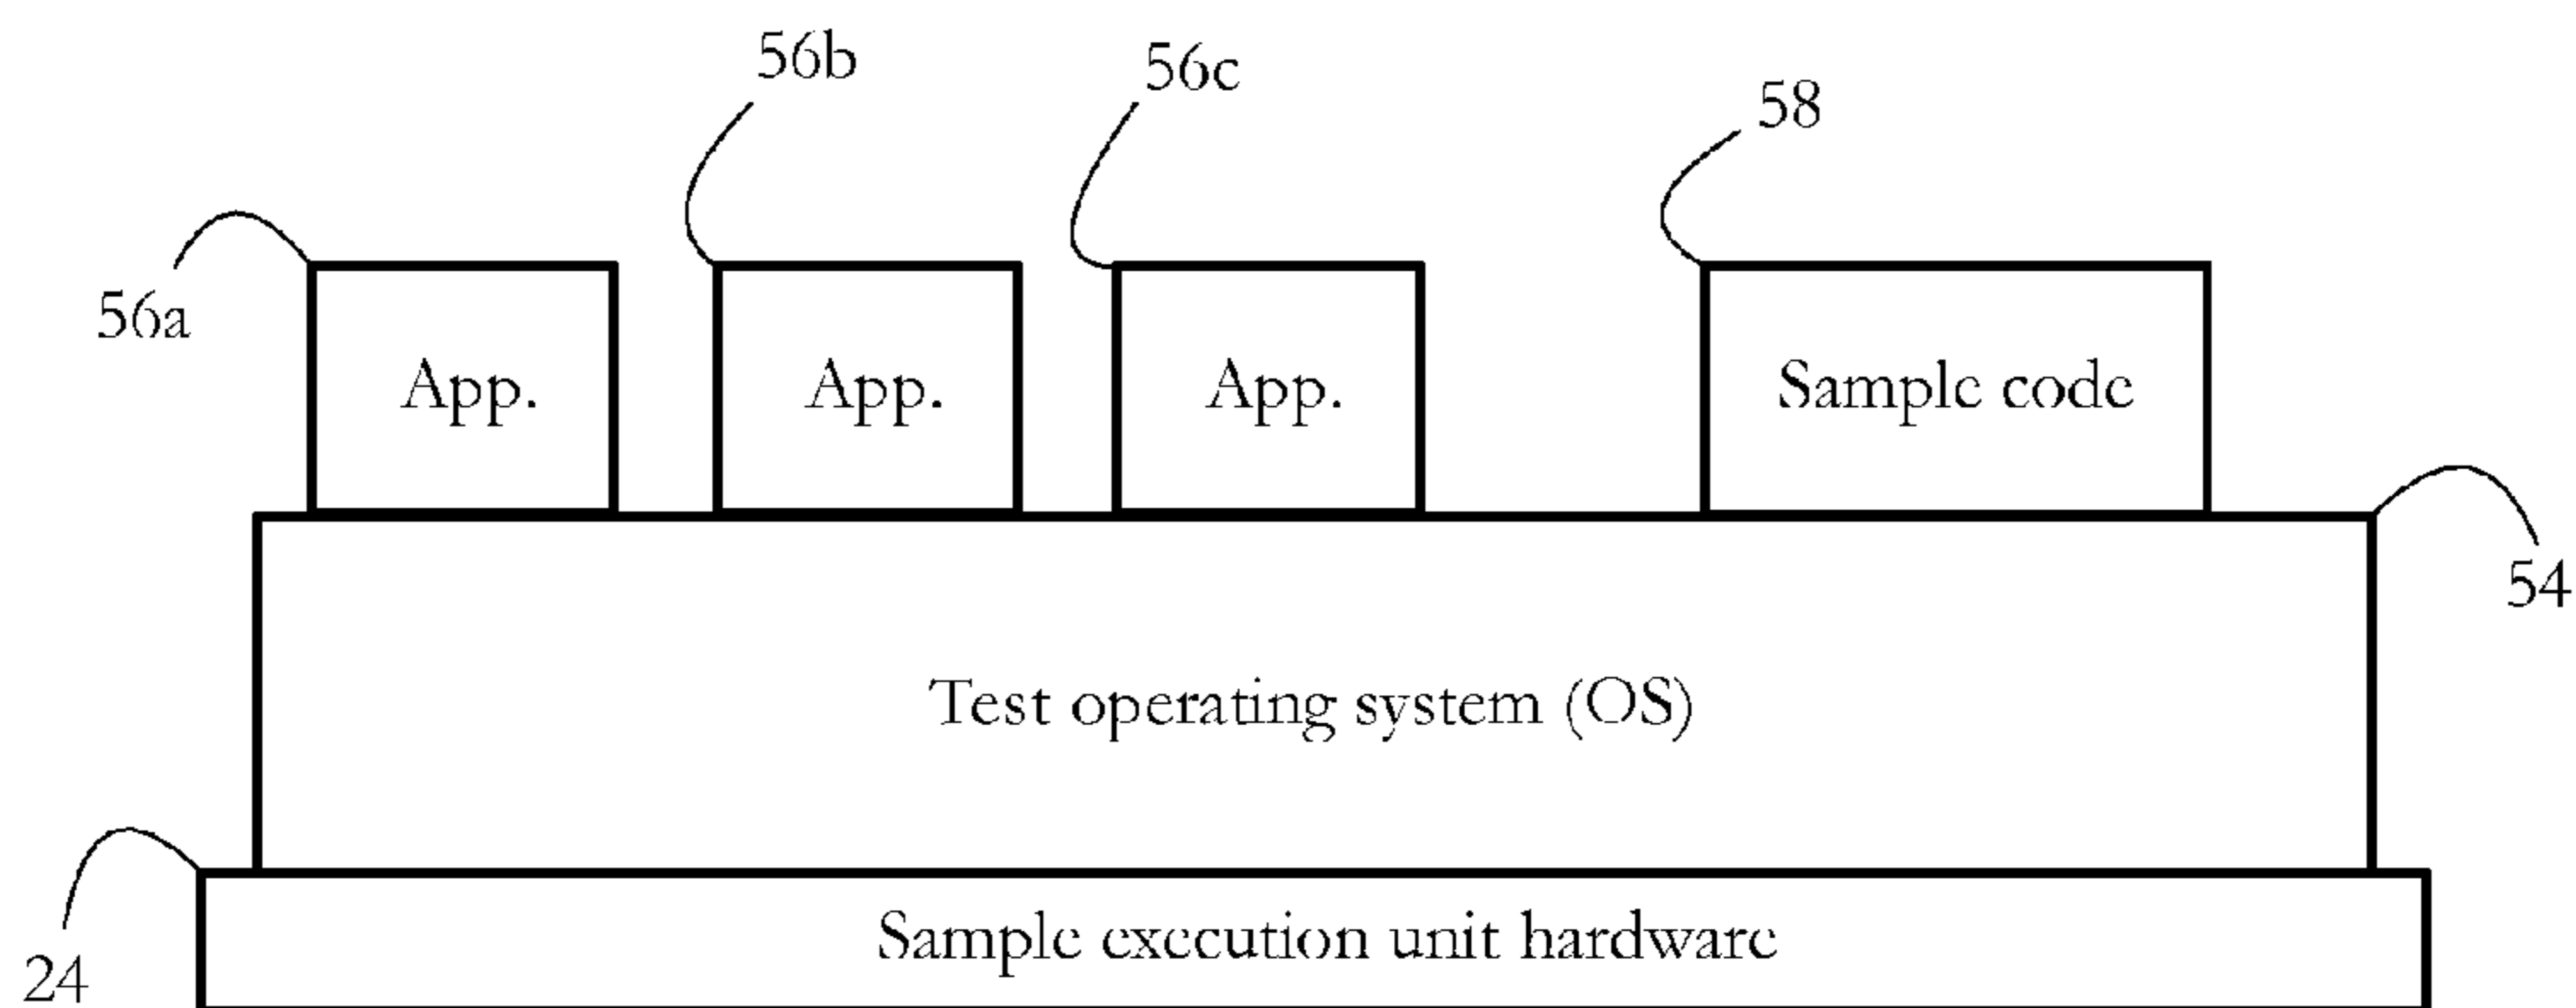 56b
56c
58
56a
App.
App.
App.
Sample code
54
Test operating system (OS)
Sample execution unit hardware
24